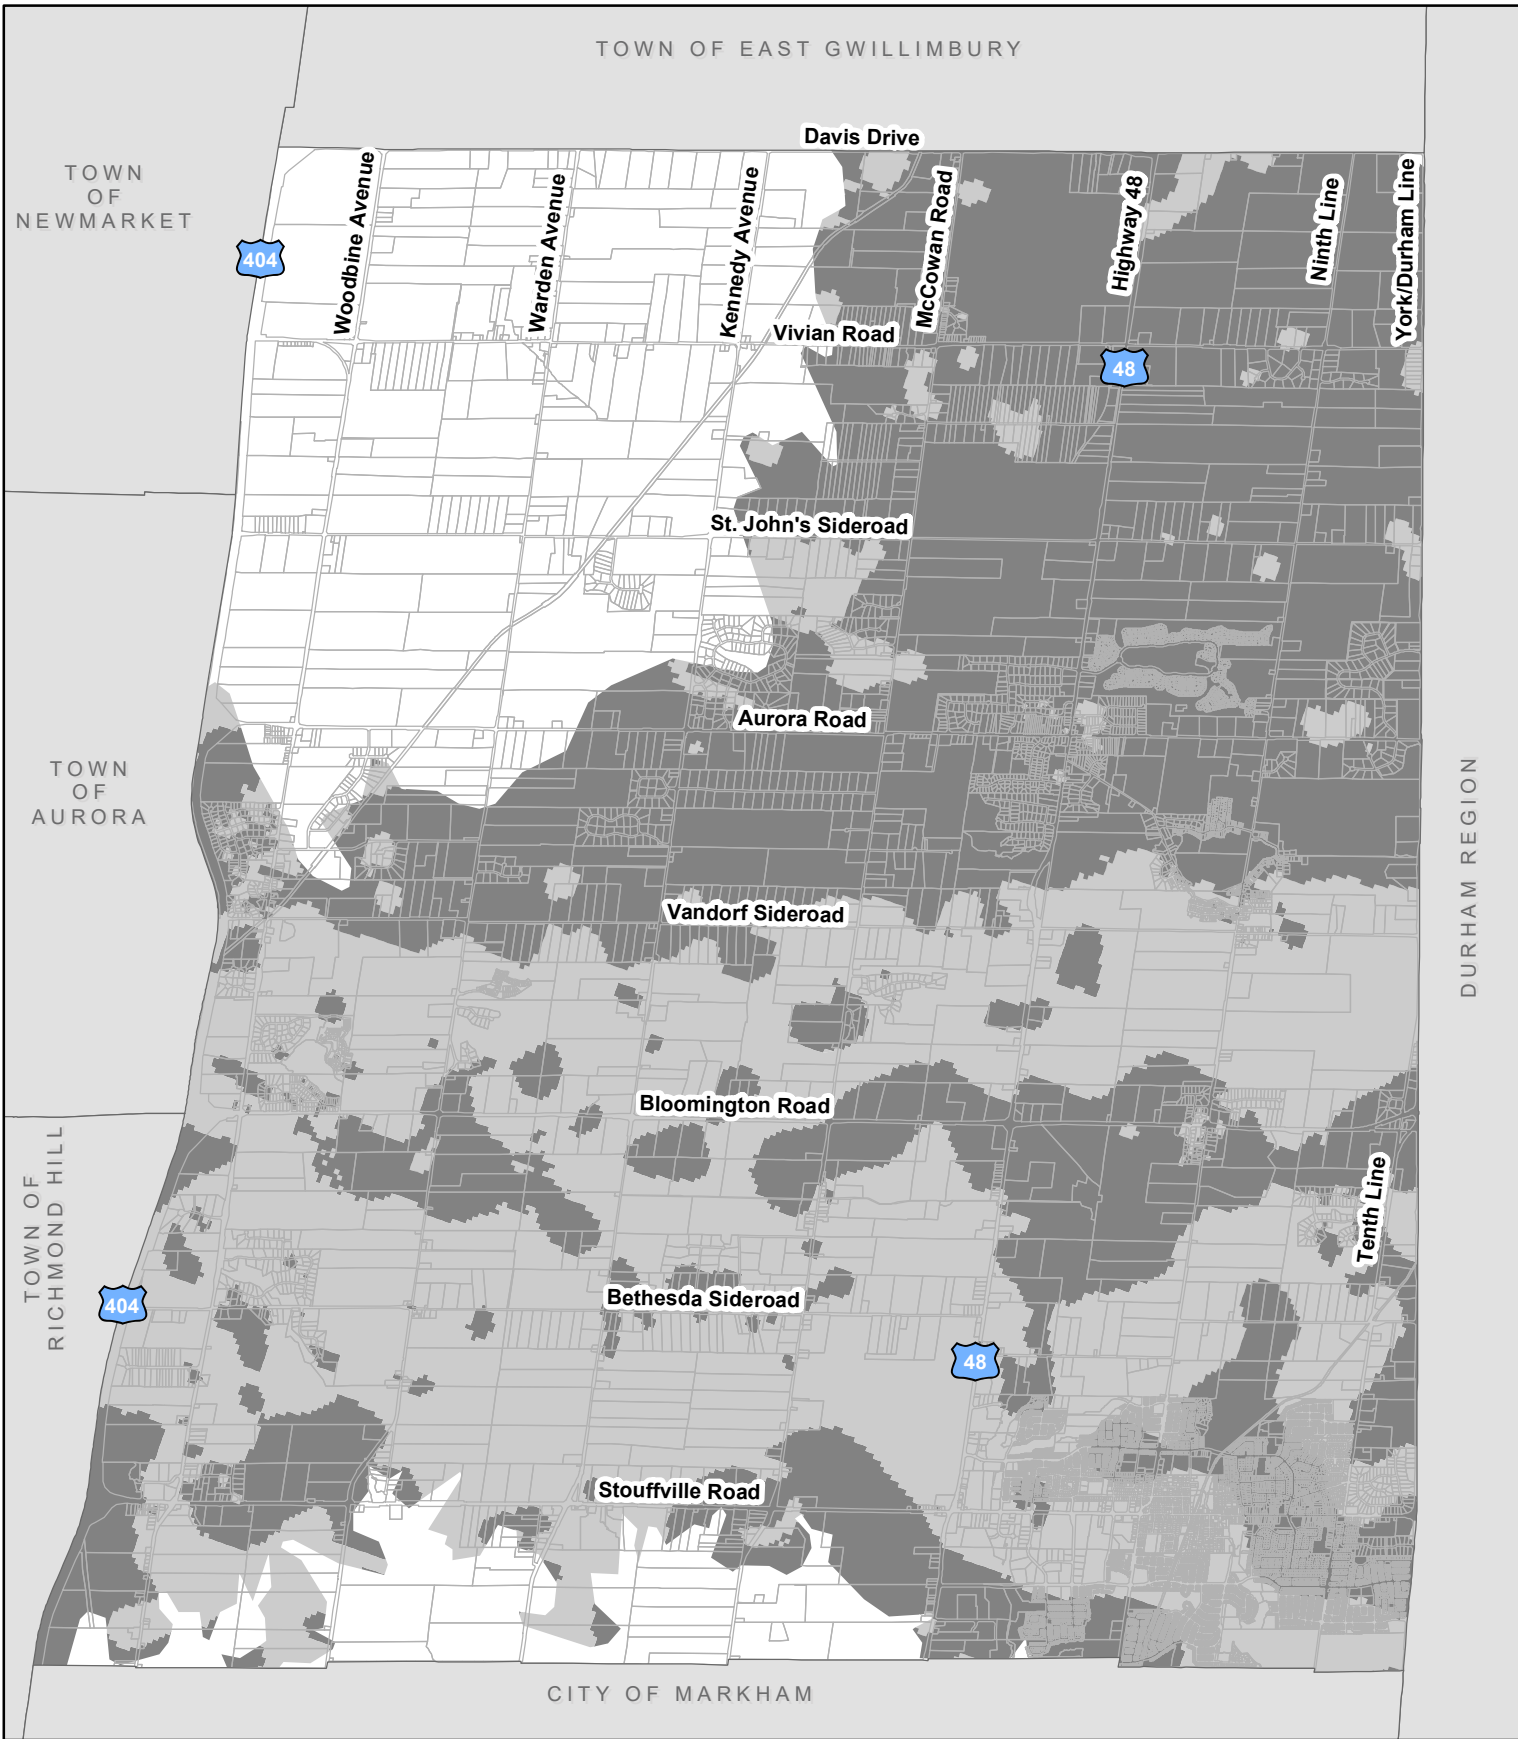 TOWN OF EAST GWILLIMBURY
Davis Drive
TOWN
OF
NEWMARKET
Woodbine Avenue
Warden Avenue
Kennedy Avenue
McCowan Road
Highway 48
Ninth Line
York/Durham Line
404
Vivian Road
48
St. John's Sideroad
Aurora Road
TOWN
OF
AURORA
DURHAM REGION
Vandorf Sideroad
Bloomington Road
TOWN OF
RICHMOND HILL
Tenth Line
404
Bethesda Sideroad
48
Stouffville Road
CITY OF MARKHAM